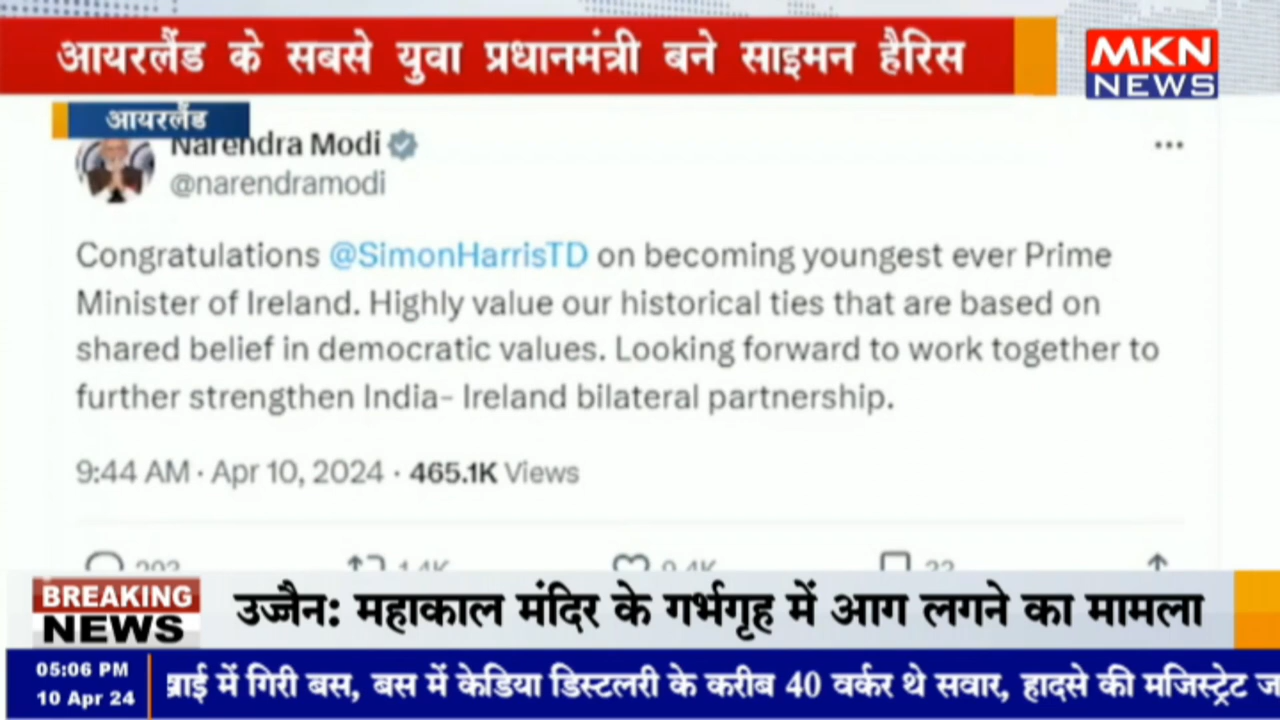 आयरलैंड के सबसे युवा प्रधानमंत्री बने साइमन हैरिस
MKN
NEWS
आयरलैंड
Narendra Modi
@narendramodi
Congratulations @SimonHarrisTD on becoming youngest ever Prime
Minister of Ireland. Highly value our historical ties that are based on
shared belief in democratic values. Looking forward to work together to
further strengthen India- Ireland bilateral partnership.
9:44 AM · Apr 10, 2024 · 465.1K Views
BREAKING
NEWS
उज्जैन: महाकाल मंदिर के गर्भगृह में आग लगने का मामला
05:06 PM
10 Apr 24
में गिरी बस, बस में केडिया डिस्टलरी के करीब 40 वर्कर थे सवार, हादसे की मजिस्ट्रेट